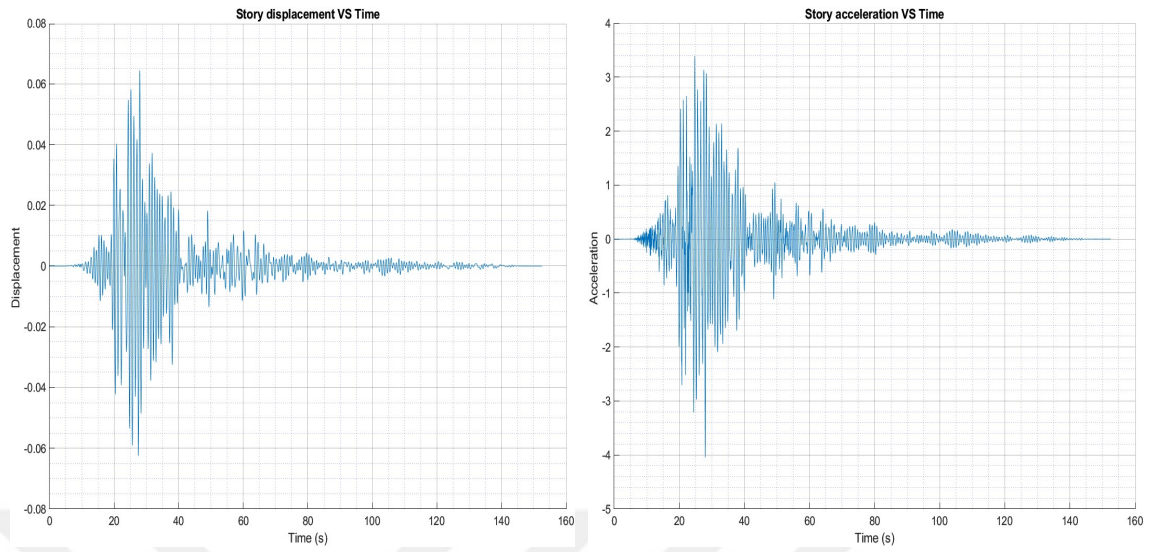 Story displacement VS Time
0.08
0.06
0.04
0.02
0
-0.02
-0.04
-0.06
-0.08
Displacement
0 20 40 60 80 100 120 140 160
Time (s)
Story acceleration VS Time
4
3
2
1
0
-1
-2
-3
-4
-5
Acceleration
0 20 40 60 80 100 120 140 160
Time (s)